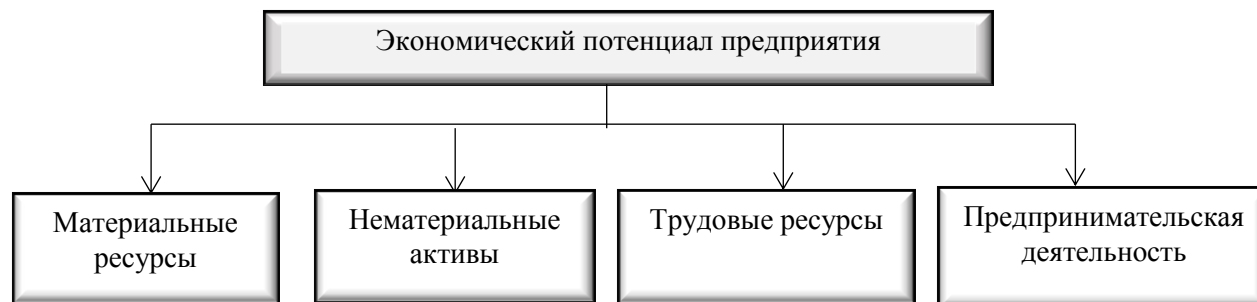 Экономический потенциал предприятия
Материальные
ресурсы
Нематериальные
активы
Трудовые ресурсы
Предпринимательская
деятельность